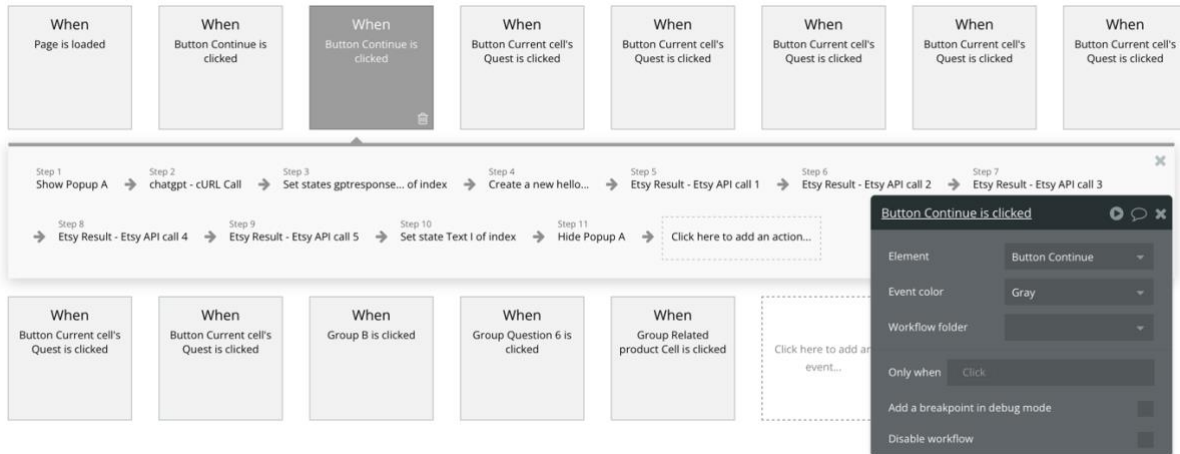 When
Page is loaded
When
Button Continue is
clicked
When
Button Continue is
clicked
When
Button Current cell's
Quest is clicked
When
Button Current cell's
Quest is clicked
When
Button Current cell's
Quest is clicked
When
Button Current cell's
Quest is clicked
When
Button Current cell's
Quest is clicked
Step 1
Show Popup A
Step 2
chatgpt - cURL Call
Step 3
Set states gptresponse... of index
Step 4
Create a new hello...
Step 5
Etsy Result - Etsy API call 1
Step 6
Etsy Result - Etsy API call 2
Step 7
Etsy Result - Etsy API call 3
Step 8
Etsy Result - Etsy API call 4
Step 9
Etsy Result - Etsy API call 5
Step 10
Set state Text I of index
Step 11
Hide Popup A
Click here to add an action...
Button Continue is clicked
Element
Button Continue
Event color
Gray
Workflow folder
Only when
Click
Add a breakpoint in debug mode
Disable workflow
When
Button Current cell's
Quest is clicked
When
Button Current cell's
Quest is clicked
When
Group B is clicked
When
Group Question 6 is
clicked
When
Group Related
product Cell is clicked
Click here to add an
event...